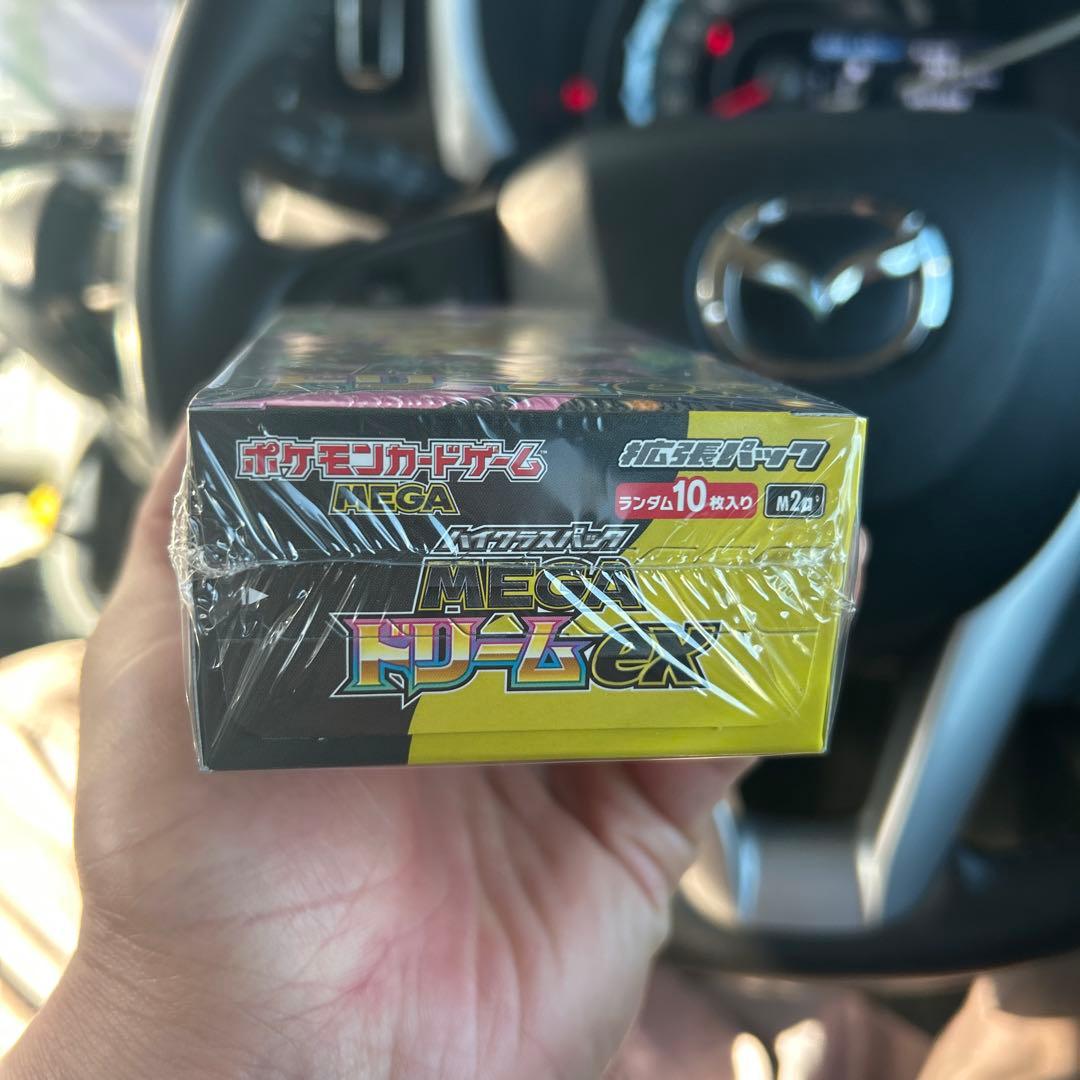 ポケモンカードゲーム
MEGA
拡張パック
ランダム10枚入り M2a
ハイクラスパック
MEGA
ドリームex